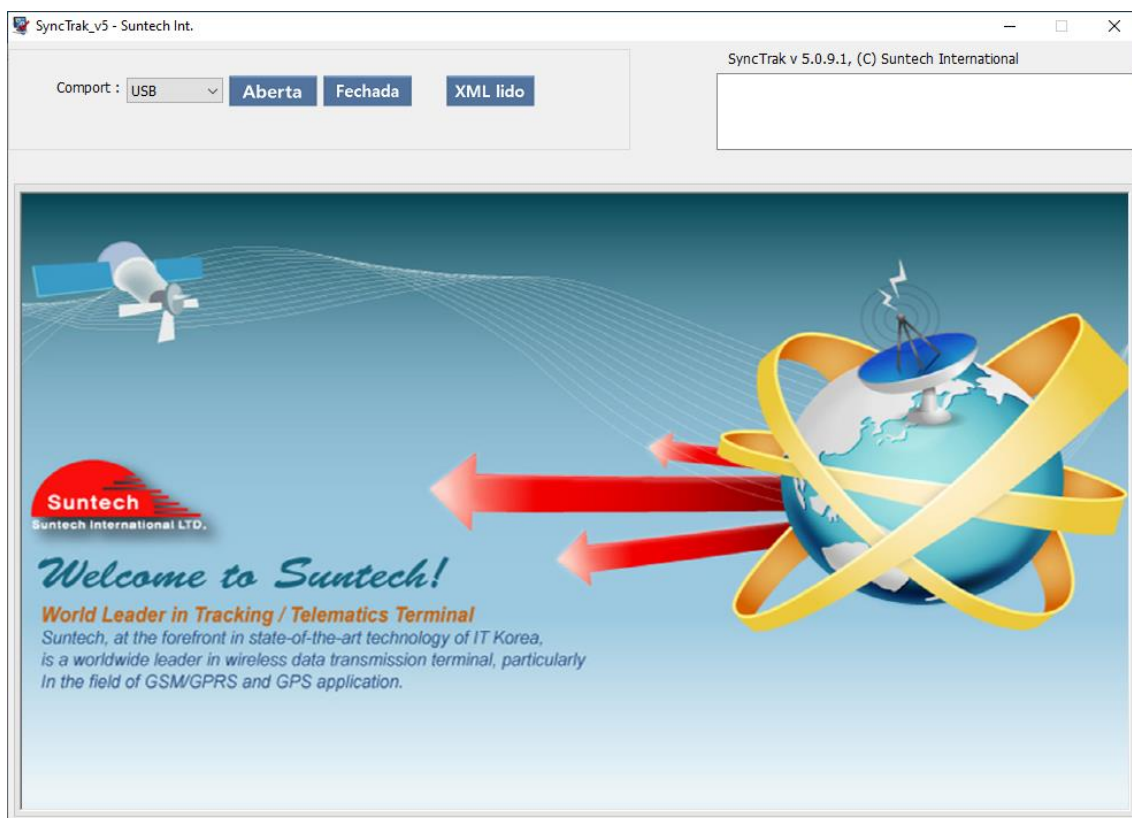 SyncTrak_v5 - Suntech Int.
SyncTrak v 5.0.9.1, (C) Suntech International
Comport : USB Aberta Fechada XML lido
Suntech
Suntech International LTD.
Welcome to Suntech!
World Leader in Tracking / Telematics Terminal
Suntech, at the forefront in state-of-the-art technology of IT Korea,
is a worldwide leader in wireless data transmission terminal, particularly
In the field of GSM/GPRS and GPS application.